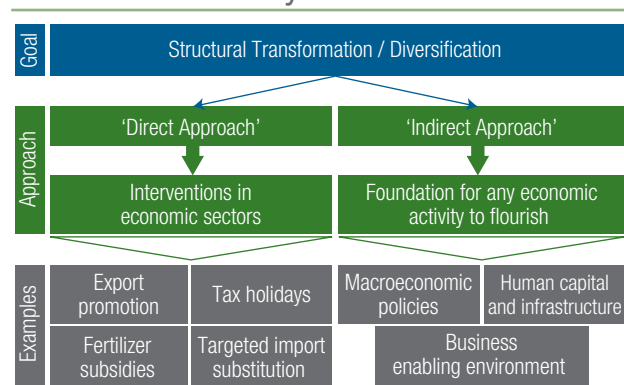 Goal
Structural Transformation / Diversification
Approach
‘Direct Approach’
‘Indirect Approach’
Interventions in
economic sectors
Foundation for any economic
activity to flourish
Examples
Export
promotion
Tax holidays
Macroeconomic
policies
Human capital
and infrastructure
Fertilizer
subsidies
Targeted import
substitution
Business
enabling environment